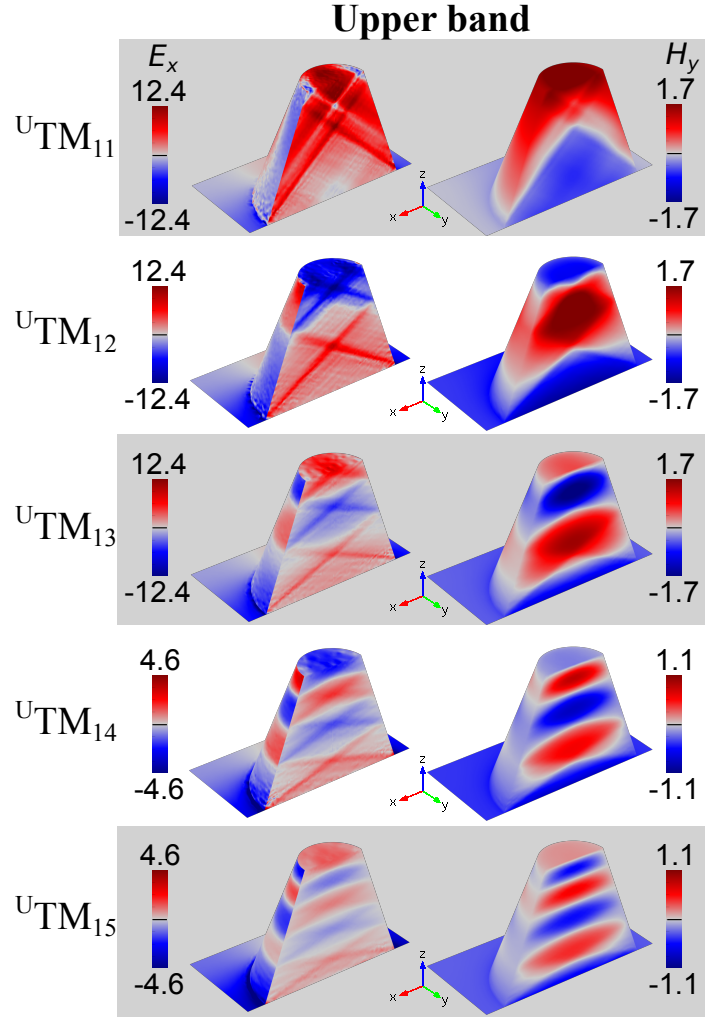 Upper band
E_x H_y
12.4 1.7
ᵁTM₁₁
-12.4 -1.7
z
x y
12.4 1.7
ᵁTM₁₂
-12.4 -1.7
z
x y
12.4 1.7
ᵁTM₁₃
-12.4 -1.7
z
x y
4.6 1.1
ᵁTM₁₄
-4.6 -1.1
z
x y
4.6 1.1
ᵁTM₁₅
-4.6 -1.1
z
x y